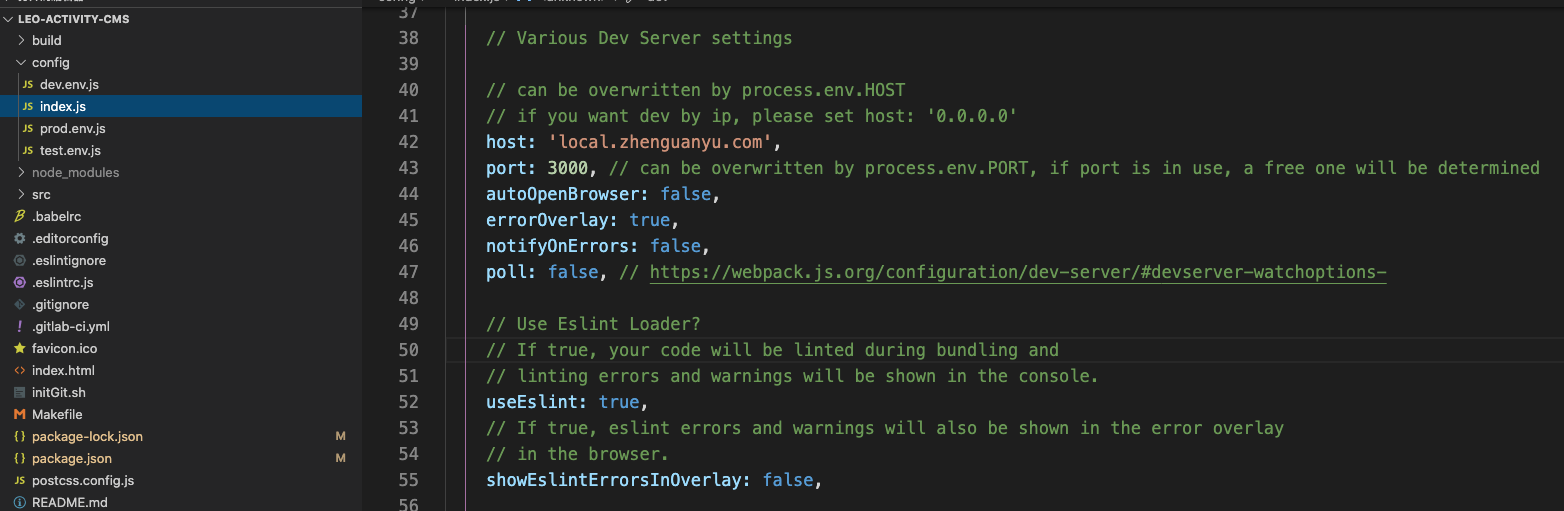 LEO-ACTIVITY-CMS
build
config
JS dev.env.js
JS index.js
JS prod.env.js
JS test.env.js
node_modules
src
.babelrc
.editorconfig
.eslintignore
.eslintrc.js
.gitignore
! .gitlab-ci.yml
favicon.ico
<> index.html
initGit.sh
M Makefile
{} package-lock.json M
{} package.json M
JS postcss.config.js
README.md
37
38 // Various Dev Server settings
39
40 // can be overwritten by process.env.HOST
41 // if you want dev by ip, please set host: '0.0.0.0'
42 host: 'local.zhenguanyu.com',
43 port: 3000, // can be overwritten by process.env.PORT, if port is in use, a free one will be determined
44 autoOpenBrowser: false,
45 errorOverlay: true,
46 notifyOnErrors: false,
47 poll: false, // https://webpack.js.org/configuration/dev-server/#devserver-watchoptions-
48
49 // Use Eslint Loader?
50 // If true, your code will be linted during bundling and
51 // linting errors and warnings will be shown in the console.
52 useEslint: true,
53 // If true, eslint errors and warnings will also be shown in the error overlay
54 // in the browser.
55 showEslintErrorsInOverlay: false,
56